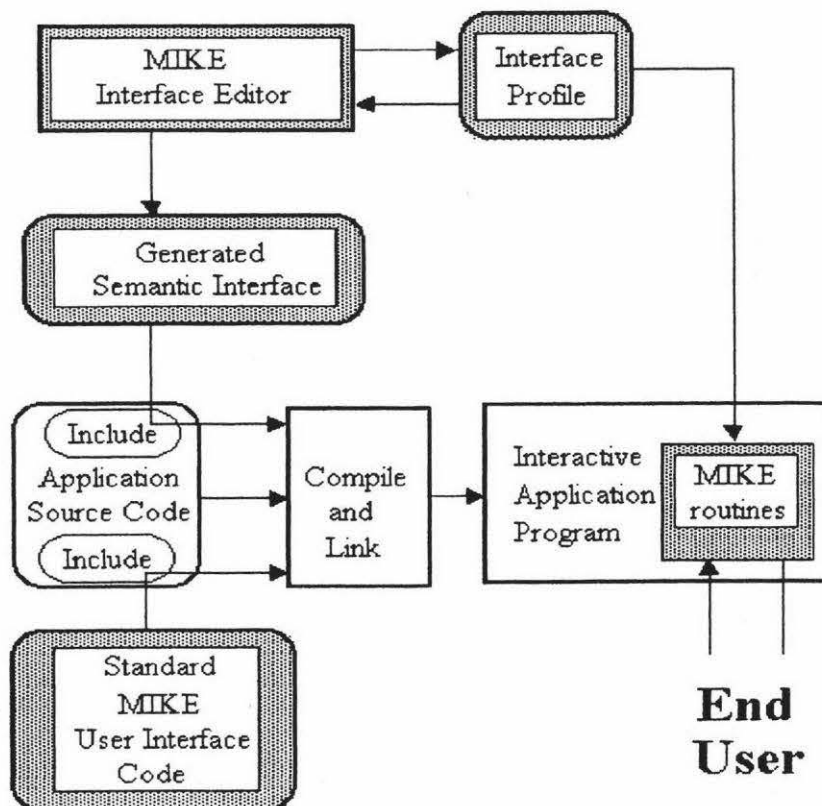 MIKE
Interface Editor
Interface
Profile
Generated
Semantic Interface
Include
Application
Source Code
Include
Compile
and
Link
Interactive
Application
Program
MIKE
routines
Standard
MIKE
User Interface
Code
End
User